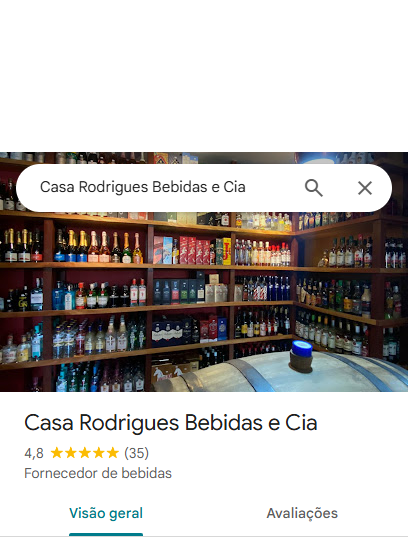 Casa Rodrigues Bebidas e Cia
Casa Rodrigues Bebidas e Cia
4,8 (35)
Fornecedor de bebidas
Visão geral Avaliações